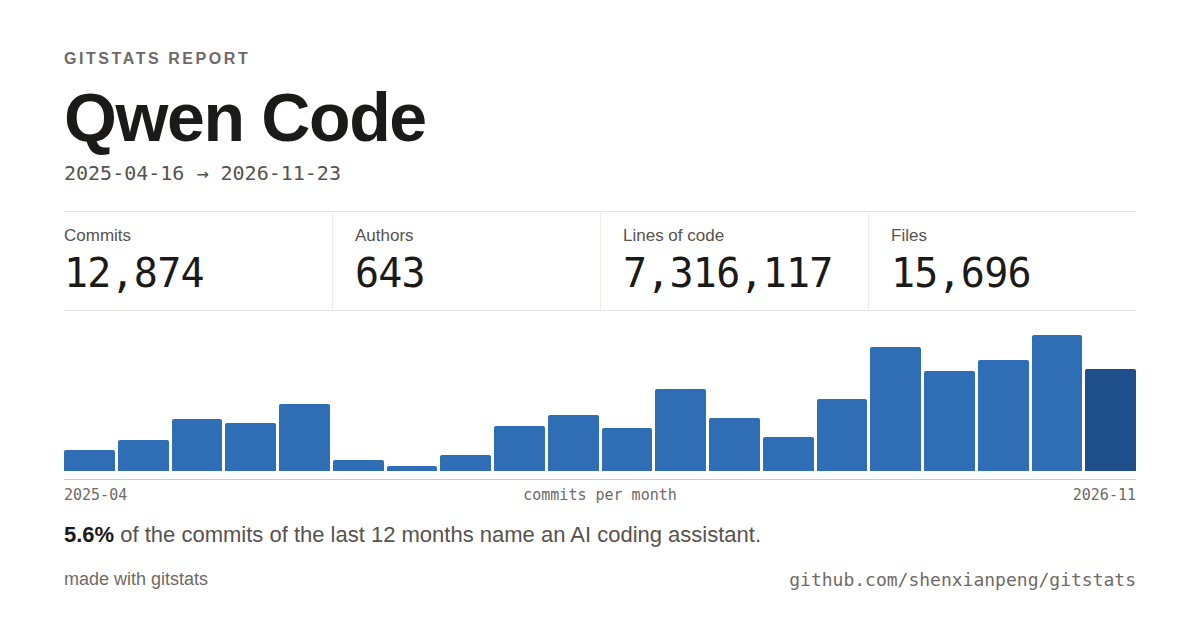 GITSTATS REPORT
Qwen Code
2025-04-16 → 2026-11-23
Commits
12,874
Authors
643
Lines of code
7,316,117
Files
15,696
2025-04
commits per month
2026-11
5.6% of the commits of the last 12 months name an AI coding assistant.
made with gitstats
github.com/shenxianpeng/gitstats